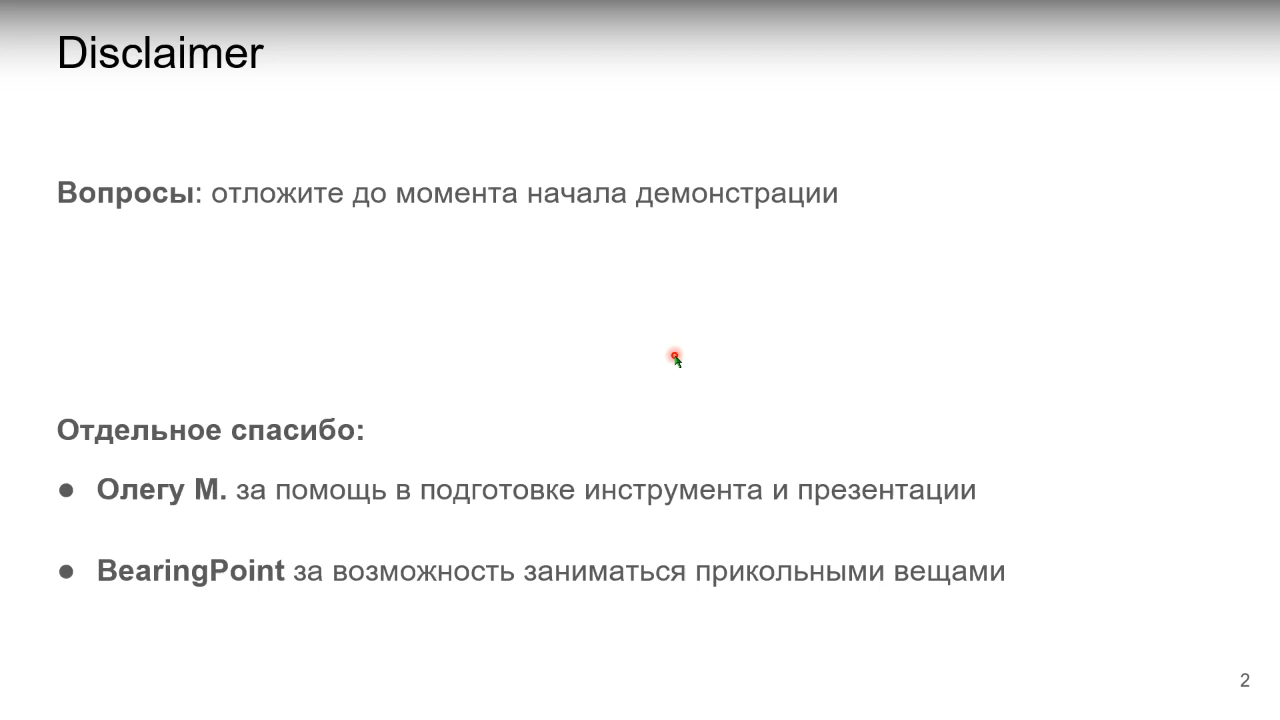 Disclaimer
Вопросы: отложите до момента начала демонстрации
Отдельное спасибо:
● Олегу М. за помощь в подготовке инструмента и презентации
● BearingPoint за возможность заниматься прикольными вещами
2